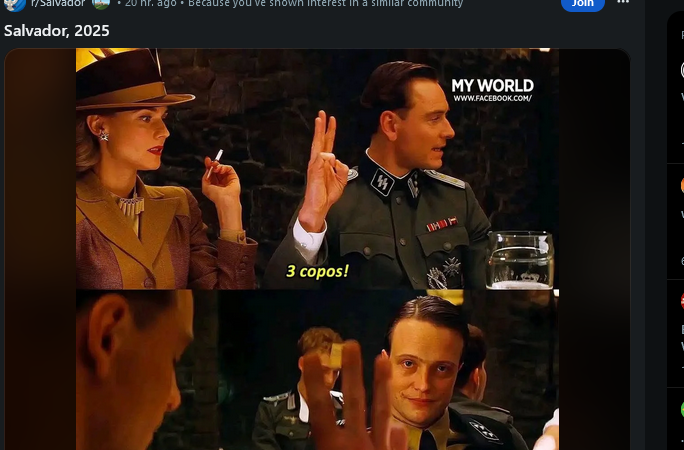 r/Salvador • 20 hr. ago • Because you've shown interest in a similar community
Join
Salvador, 2025
MY WORLD
WWW.FACEBOOK.COM/
3 copos!